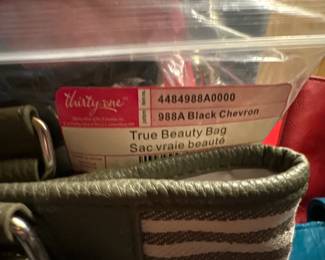 thirty·one
4484988A0000
988A Black Chevron
True Beauty Bag
Sac vraie beauté